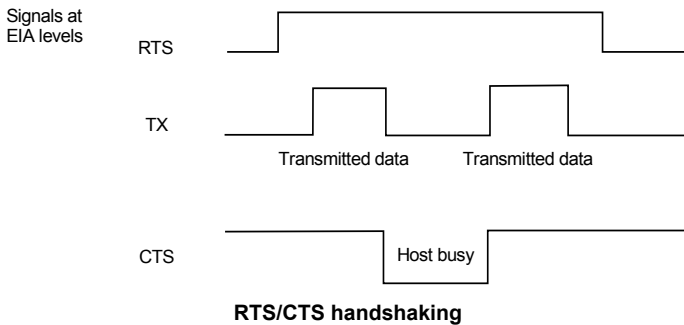 Signals at
EIA levels
RTS
TX
Transmitted data Transmitted data
CTS
Host busy
RTS/CTS handshaking